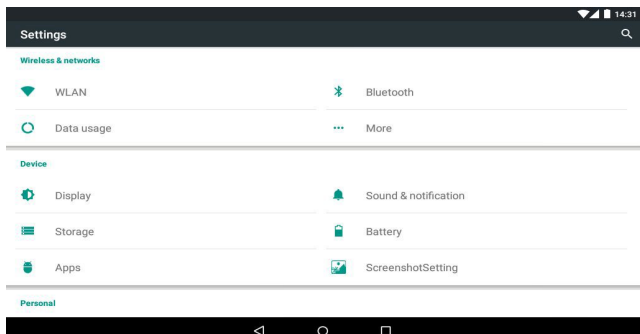 14:31
Settings
Wireless & networks
WLAN
Bluetooth
Data usage
More
Device
Display
Sound & notification
Storage
Battery
Apps
ScreenshotSetting
Personal